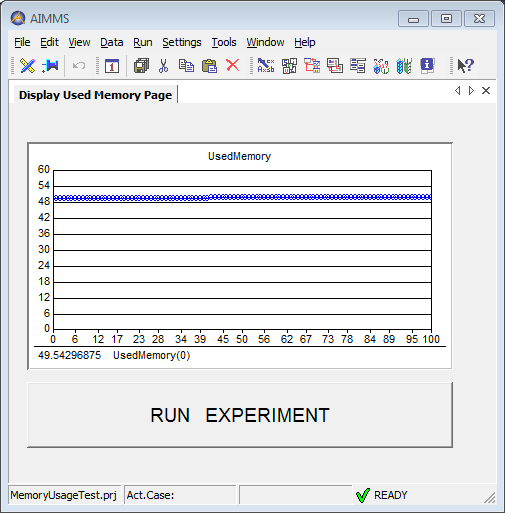 AIMMS
File Edit View Data Run Settings Tools Window Help
Display Used Memory Page
UsedMemory
60
54
48
42
36
30
24
18
12
6
0
0 6 12 17 23 28 34 39 45 50 56 62 67 73 78 84 89 95 100
49.54296875 UsedMemory(0)
RUN EXPERIMENT
MemoryUsageTest.prj Act.Case: READY